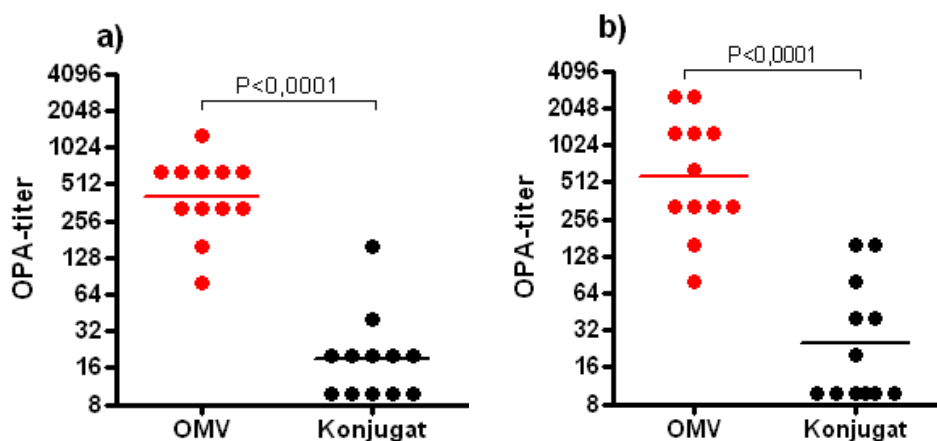 a)
P<0,0001
OPA-titer
4096
2048
1024
512
256
128
64
32
16
8
OMV Konjugat
b)
P<0,0001
OPA-titer
4096
2048
1024
512
256
128
64
32
16
8
OMV Konjugat